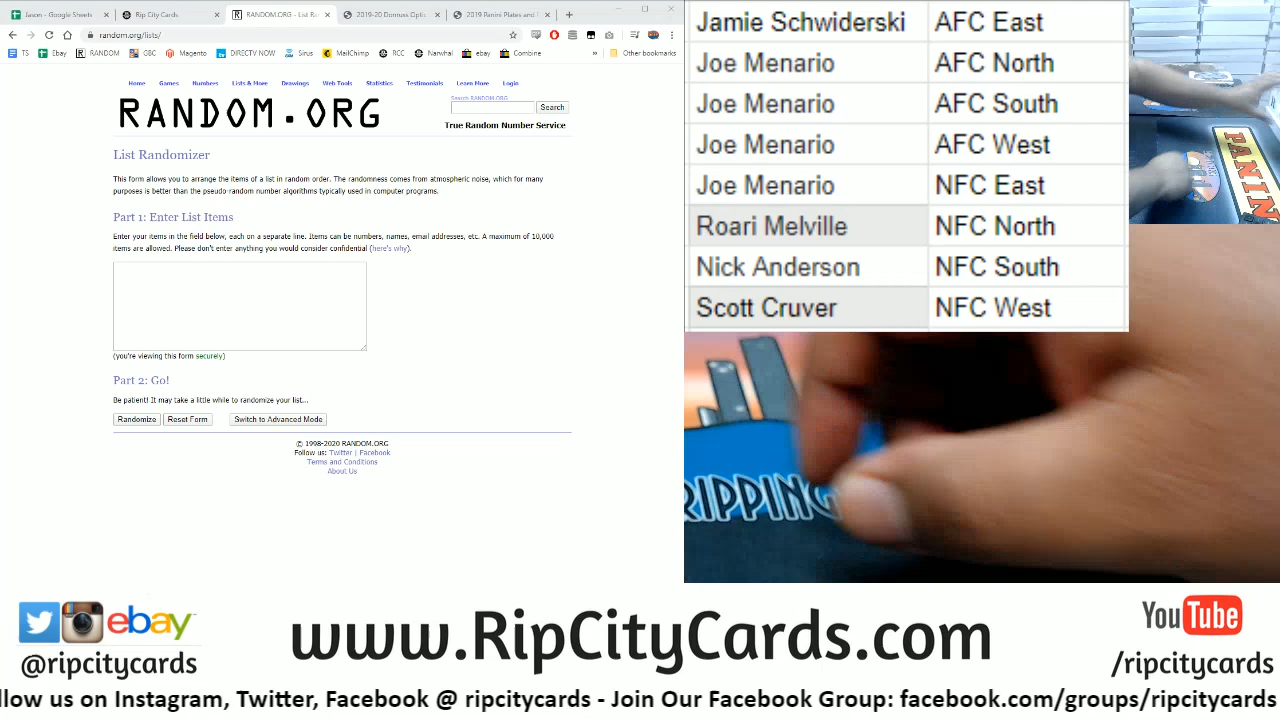 Jason - Google Sheets
Rip City Cards
RANDOM.ORG - List Ran
2019-20 Donruss Optic
2019 Panini Plates and
random.org/lists/
TS Ebay RANDOM GBC Magento DIRECTV NOW Sirus MailChimp RCC Narwhal ebay Combine » Other bookmarks
Home Games Numbers Lists & More Drawings Web Tools Statistics Testimonials Learn More Login
RANDOM.ORG
Search RANDOM.ORG
Search
True Random Number Service
List Randomizer
This form allows you to arrange the items of a list in random order. The randomness comes from atmospheric noise, which for many
purposes is better than the pseudo-random number algorithms typically used in computer programs.
Part 1: Enter List Items
Enter your items in the field below, each on a separate line. Items can be numbers, names, email addresses, etc. A maximum of 10,000
items are allowed. Please don't enter anything you would consider confidential (here's why).
(you're viewing this form securely)
Part 2: Go!
Be patient! It may take a little while to randomize your list...
Randomize Reset Form Switch to Advanced Mode
© 1998-2020 RANDOM.ORG
Follow us: Twitter | Facebook
Terms and Conditions
About Us
Jamie Schwiderski AFC East
Joe Menario AFC North
Joe Menario AFC South
Joe Menario AFC West
Joe Menario NFC East
Roari Melville NFC North
Nick Anderson NFC South
Scott Cruver NFC West
PANIN
RIPPING
ebay
@ripcitycards
www.RipCityCards.com
YouTube
/ripcitycards
llow us on Instagram, Twitter, Facebook @ ripcitycards - Join Our Facebook Group: facebook.com/groups/ripcitycards